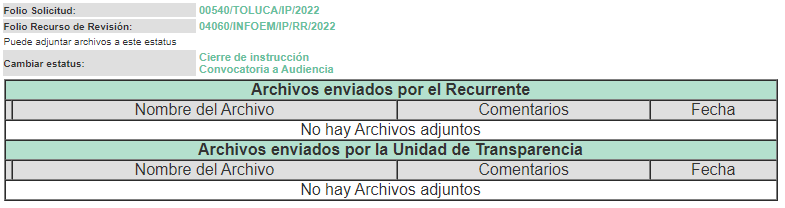 Folio Solicitud: 00540/TOLUCA/IP/2022
Folio Recurso de Revisión: 04060/INFOEM/IP/RR/2022
Puede adjuntar archivos a este estatus
Cambiar estatus: Cierre de instrucción
Convocatoria a Audiencia
Archivos enviados por el Recurrente
Nombre del Archivo Comentarios Fecha
No hay Archivos adjuntos
Archivos enviados por la Unidad de Transparencia
Nombre del Archivo Comentarios Fecha
No hay Archivos adjuntos